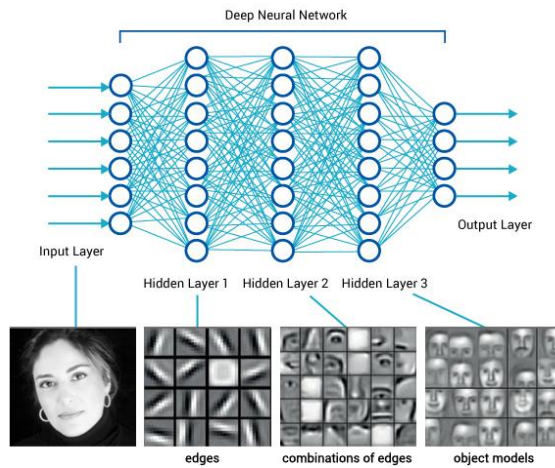 Deep Neural Network
Input Layer
Output Layer
Hidden Layer 1
Hidden Layer 2
Hidden Layer 3
edges
combinations of edges
object models